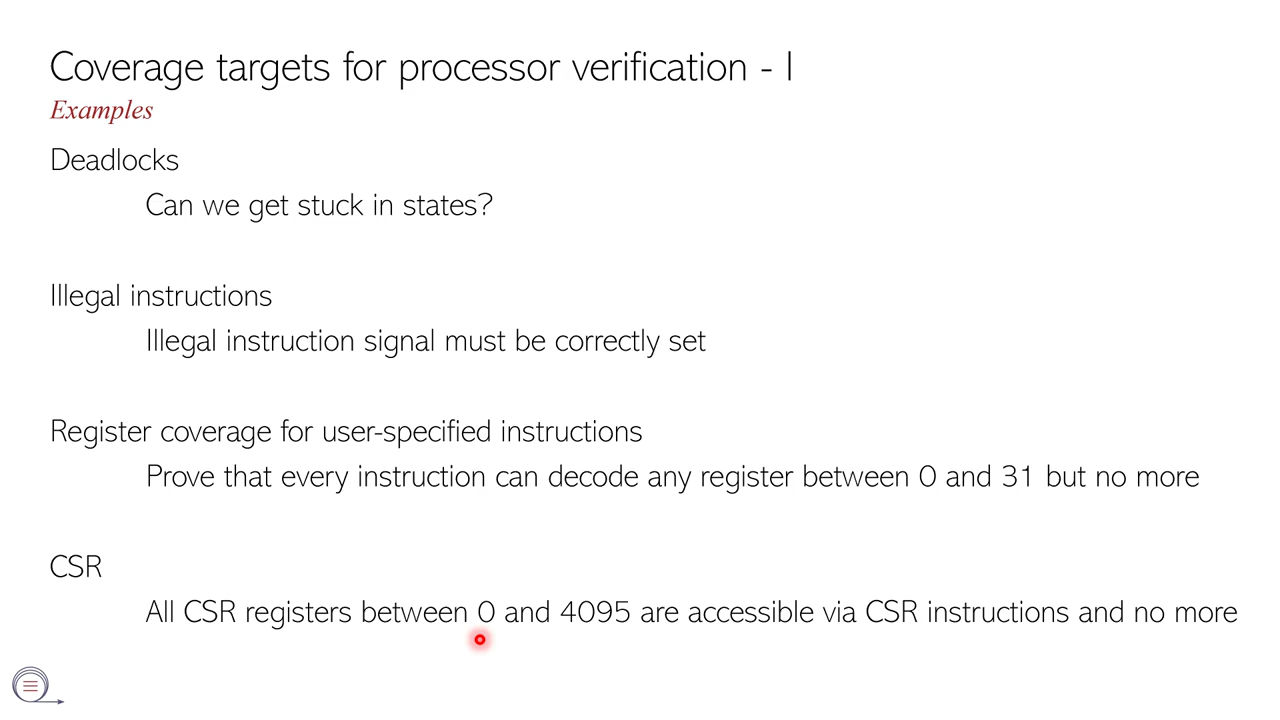 Coverage targets for processor verification - I
Examples
Deadlocks
Can we get stuck in states?
Illegal instructions
Illegal instruction signal must be correctly set
Register coverage for user-specified instructions
Prove that every instruction can decode any register between 0 and 31 but no more
CSR
All CSR registers between 0 and 4095 are accessible via CSR instructions and no more